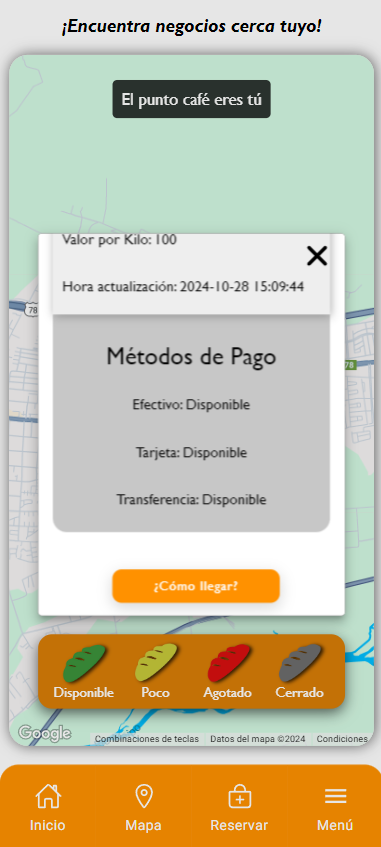 ¡Encuentra negocios cerca tuyo!
El punto café eres tú
Valor por Kilo: 100
Hora actualización: 2024-10-28 15:09:44
78
78
Métodos de Pago
Efectivo: Disponible
Tarjeta: Disponible
Transferencia: Disponible
¿Cómo llegar?
Disponible Poco Agotado Cerrado
Google
Combinaciones de teclas Datos del mapa ©2024 Condiciones
Inicio Mapa Reservar Menú